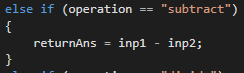 else if (operation == "subtract")
{
returnAns = inp1 - inp2;
}